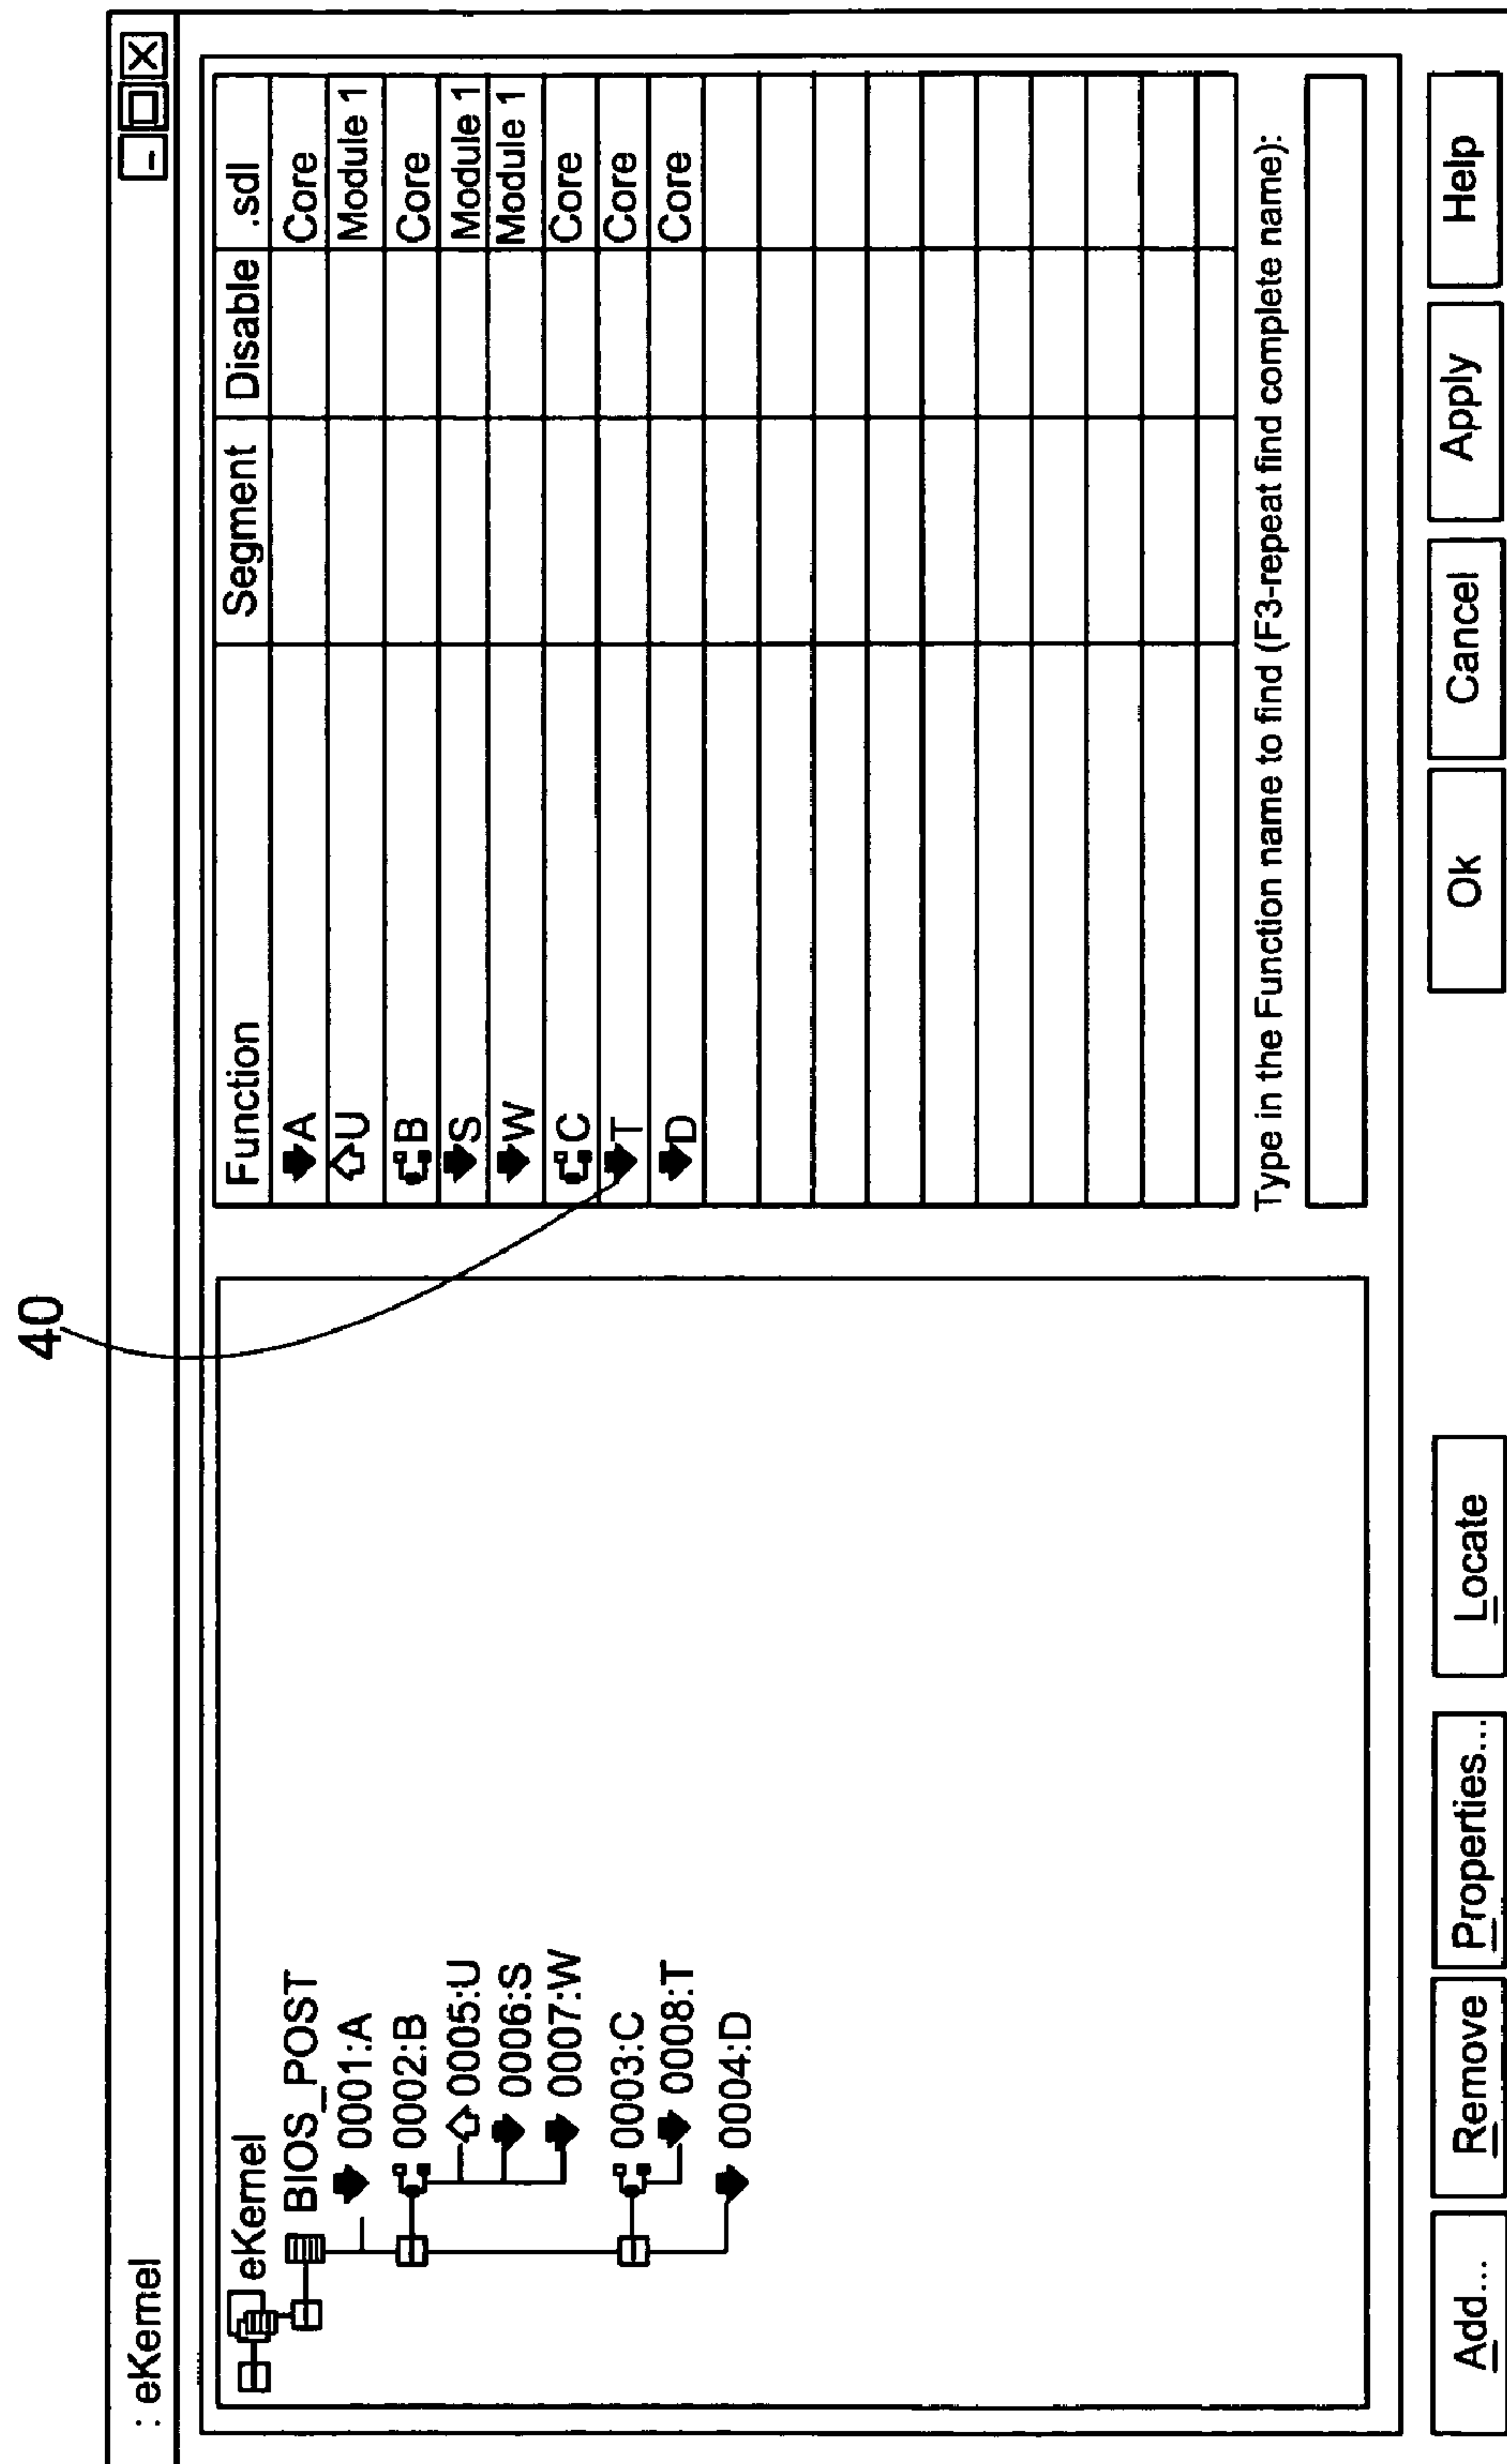 40
: eKernel
eKernel
BIOS_POST
0001:A
0002:B
0005:U
0006:S
0007:W
0003:C
0008:T
0004:D
Function Segment Disable .sdl
A Core
U Module 1
B Core
S Module 1
W Module 1
C Core
T Core
D Core
Type in the Function name to find (F3-repeat find complete name):
Add... Remove Properties... Locate Ok Cancel Apply Help